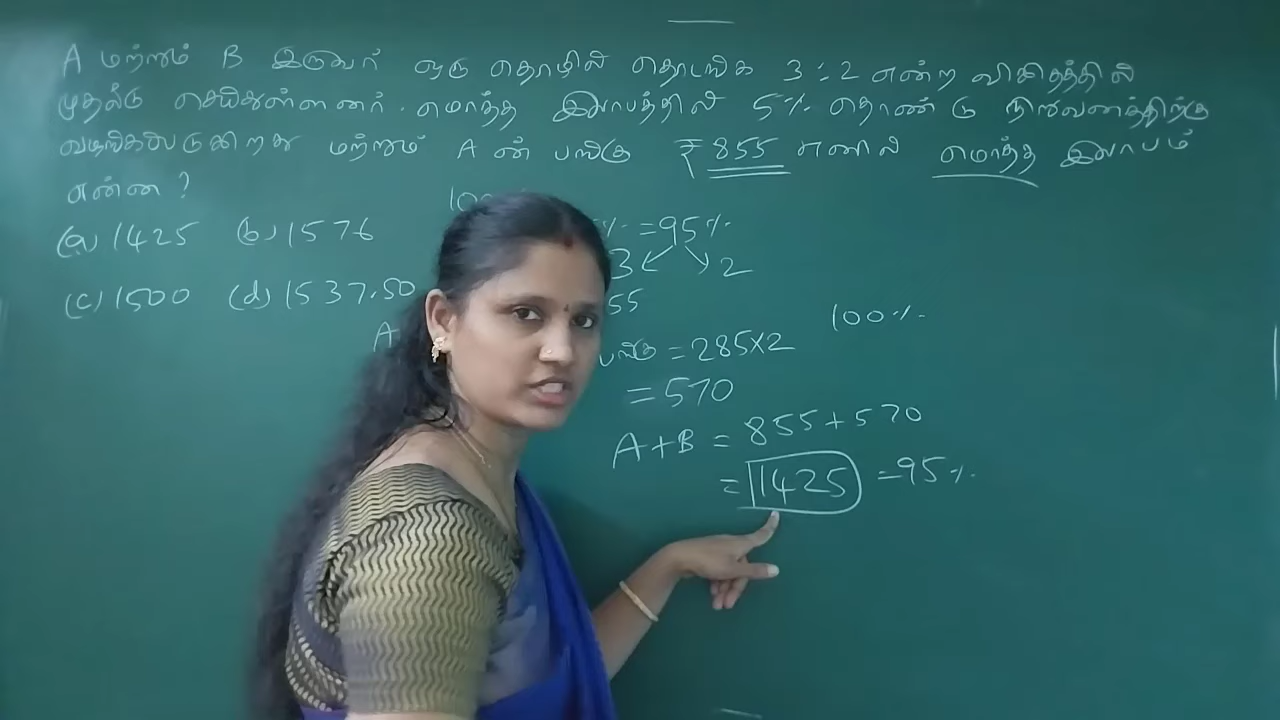 A மற்றும் B இருவர் ஒரு தொழில் தொடங்க 3:2 என்ற விகிதத்தில்
முதலீடு செய்துள்ளனர். மொத்த இலாபத்தில் 5% தொண்டு நிறுவனத்திற்கு
வழங்கப்படுகிறது மற்றும் A ன் பங்கு ₹ 855 எனில் மொத்த இலாபம்
என்ன?
(a) 1425 (b) 1576
(c) 1500 (d) 1537.50
100
% = 95%
3 2
A 55
100%
பங்கு = 285×2
= 570
A+B = 855+570
= 1425 = 95%